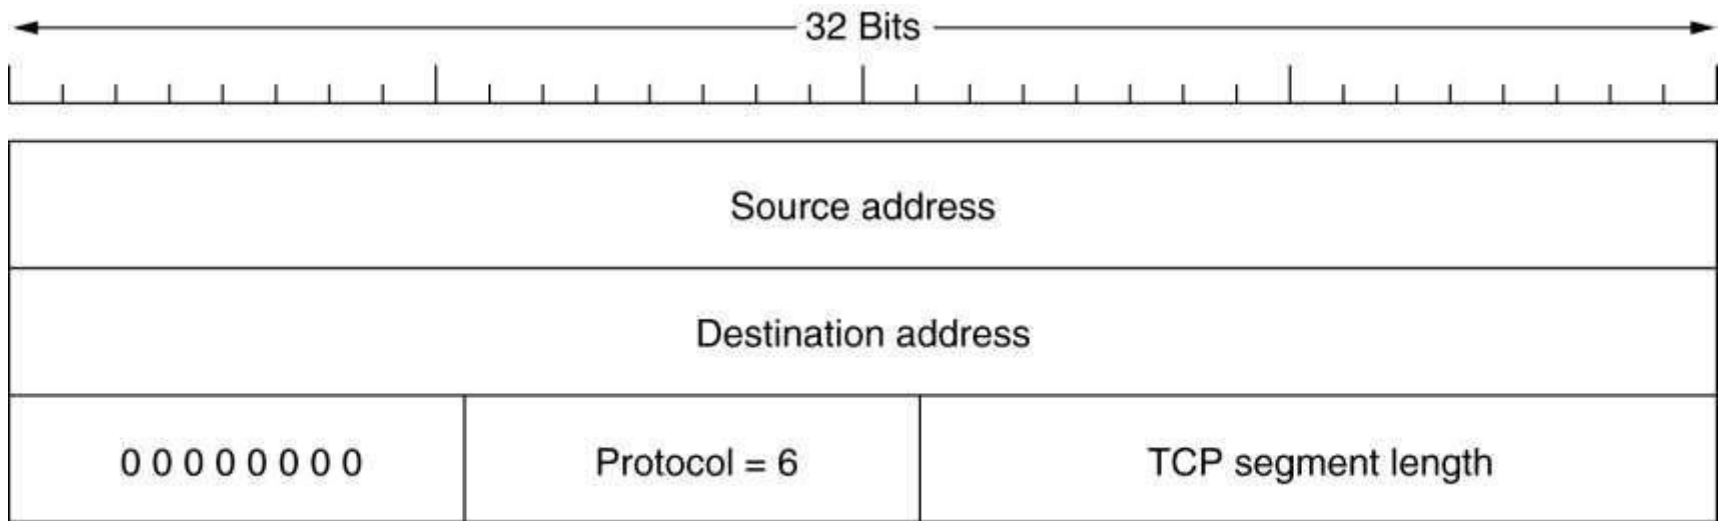 32 Bits
Source address
Destination address
0 0 0 0 0 0 0 0 Protocol = 6 TCP segment length